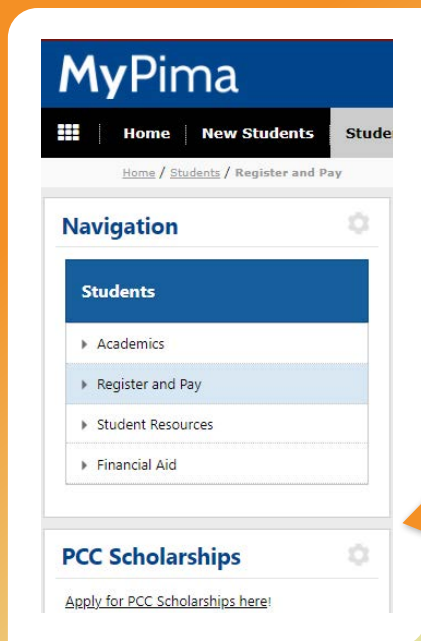 MyPima
Home New Students
Home / Students / Register and Pay
Navigation
Students
Academics
Register and Pay
Student Resources
Financial Aid
PCC Scholarships
Apply for PCC Scholarships here!